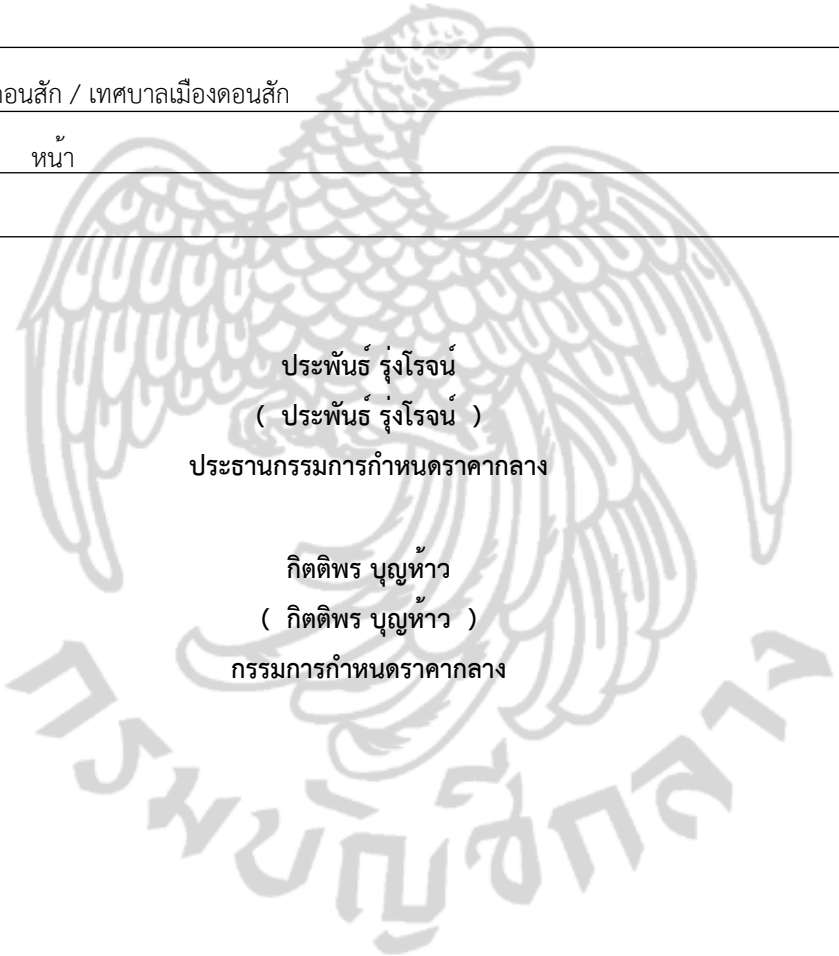 อนสัก / เทศบาลเมืองดอนสัก
หน้า
ประพันธ์ รุ่งโรจน์
( ประพันธ์ รุ่งโรจน์ )
ประธานกรรมการกำหนดราคากลาง
กิตติพร บุญห้าว
( กิตติพร บุญห้าว )
กรรมการกำหนดราคากลาง
กรมบัญชีกลาง